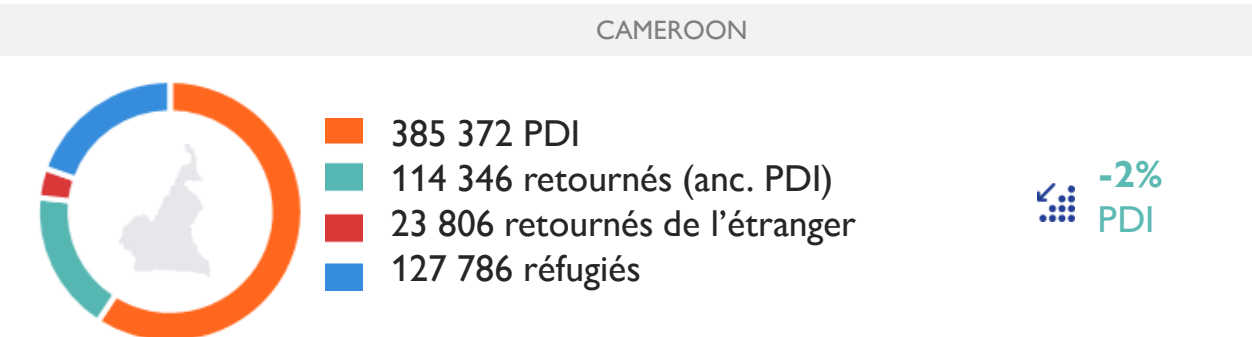 CAMEROON
385 372 PDI
114 346 retournés (anc. PDI)
23 806 retournés de l’étranger
127 786 réfugiés
-2%
PDI